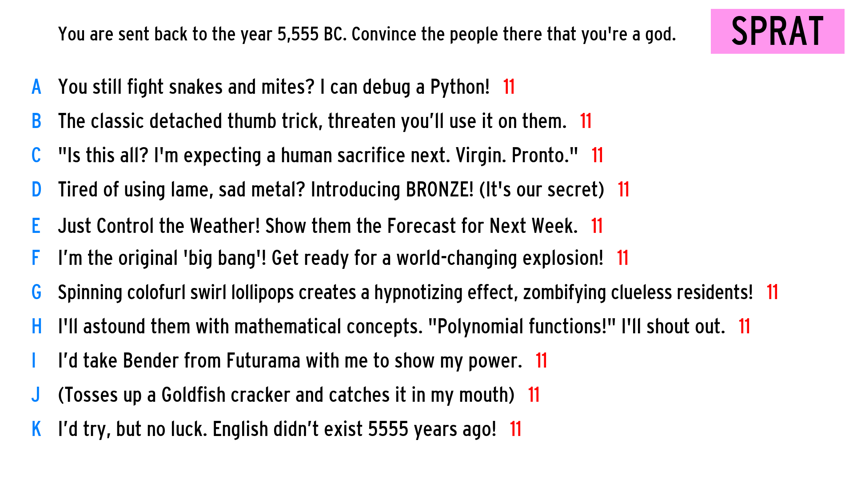 You are sent back to the year 5,555 BC. Convince the people there that you're a god.
SPRAT
A You still fight snakes and mites? I can debug a Python! 11
B The classic detached thumb trick, threaten you’ll use it on them. 11
C "Is this all? I'm expecting a human sacrifice next. Virgin. Pronto." 11
D Tired of using lame, sad metal? Introducing BRONZE! (It's our secret) 11
E Just Control the Weather! Show them the Forecast for Next Week. 11
F I’m the original 'big bang'! Get ready for a world-changing explosion! 11
G Spinning colofurl swirl lollipops creates a hypnotizing effect, zombifying clueless residents! 11
H I'll astound them with mathematical concepts. "Polynomial functions!" I'll shout out. 11
I I’d take Bender from Futurama with me to show my power. 11
J (Tosses up a Goldfish cracker and catches it in my mouth) 11
K I’d try, but no luck. English didn’t exist 5555 years ago! 11